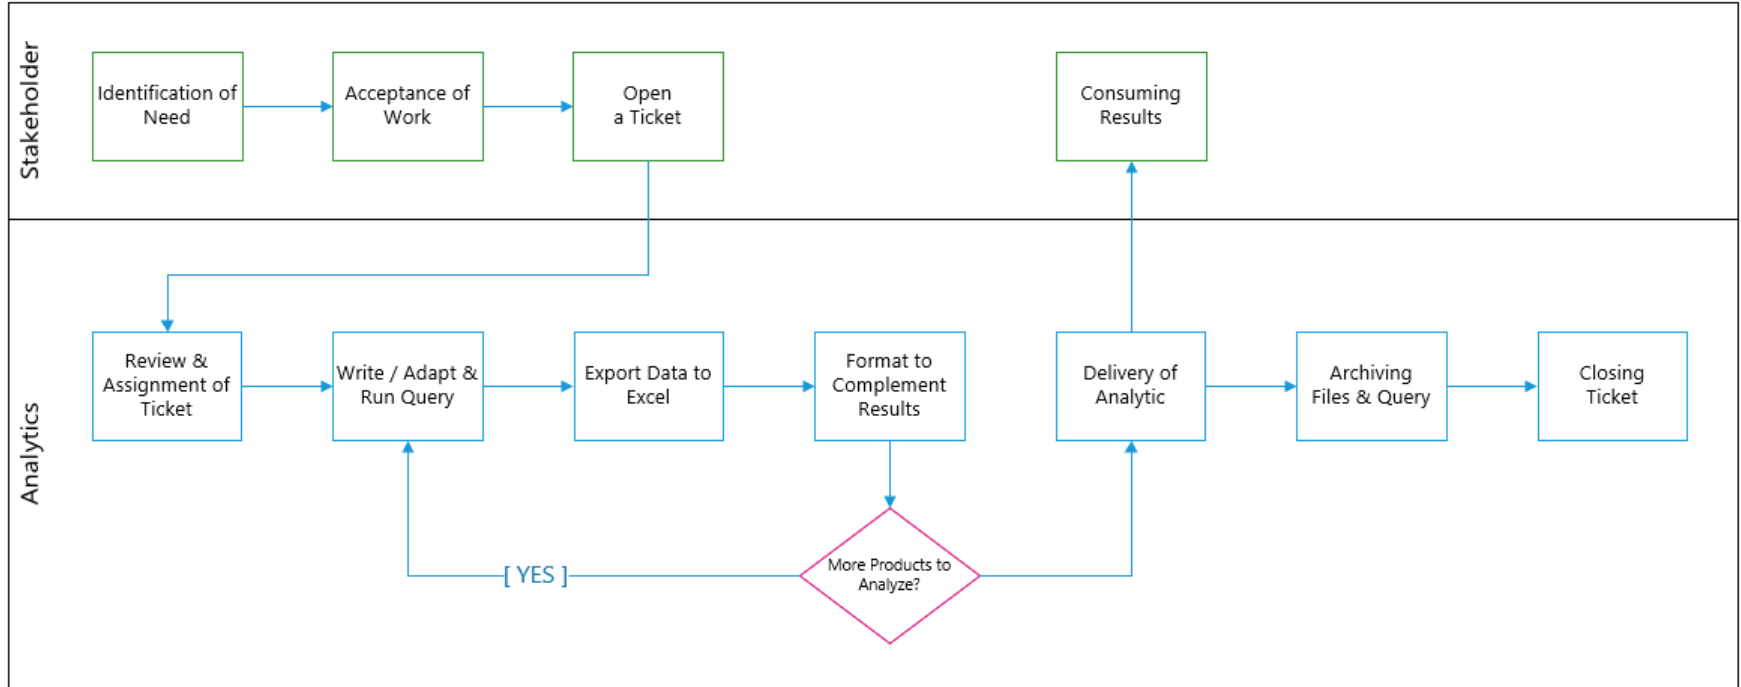 Stakeholder
Identification of
Need
Acceptance of
Work
Open
a Ticket
Consuming
Results
Analytics
Review &
Assignment of
Ticket
Write / Adapt &
Run Query
Export Data to
Excel
Format to
Complement
Results
Delivery of
Analytic
Archiving
Files & Query
Closing
Ticket
More Products to
Analyze?
[ YES ]